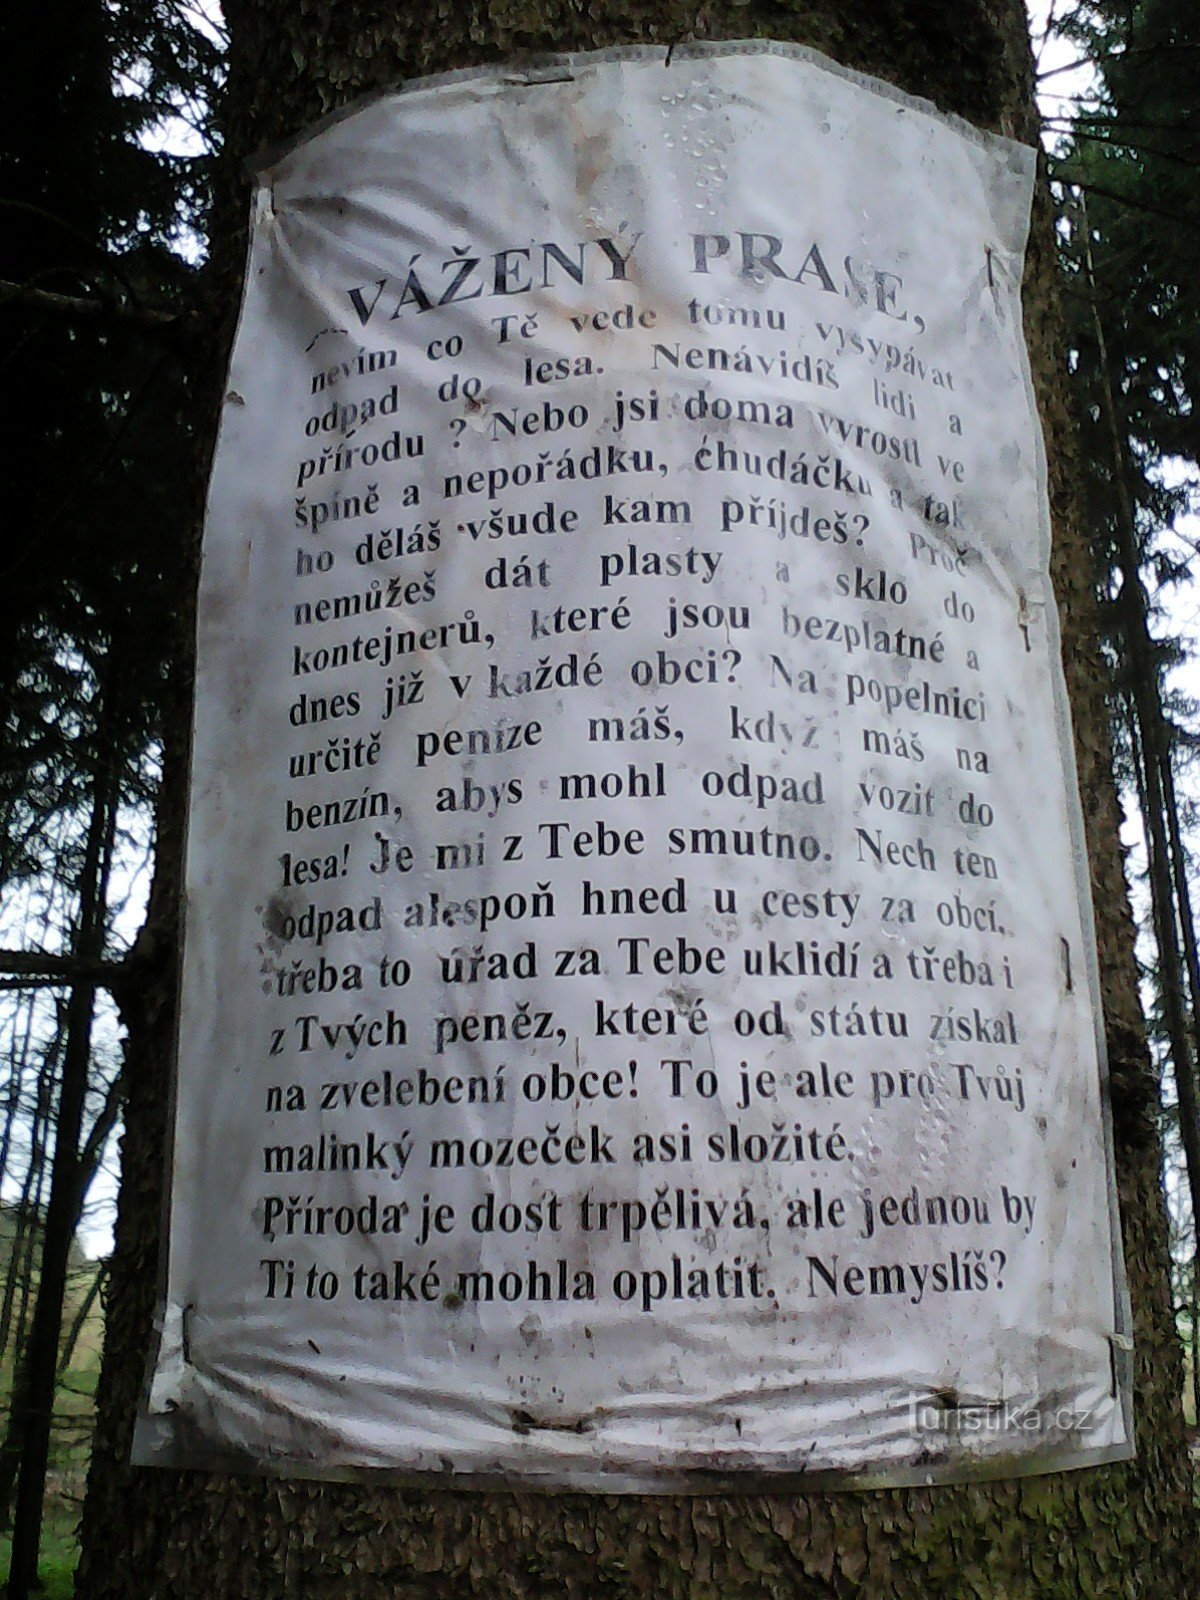 VÁŽENÝ PRASE,
nevím co Tě vede tomu vysypávat
odpad do lesa. Nenávidíš lidi a
přírodu ? Nebo jsi doma vyrostl ve
špíně a nepořádku, chudáčku a tak
ho děláš všude kam příjdeš? Proč
nemůžeš dát plasty a sklo do
kontejnerů, které jsou bezplatné a
dnes již v každé obci? Na popelnici
určitě peníze máš, když máš na
benzín, abys mohl odpad vozit do
lesa! Je mi z Tebe smutno. Nech ten
odpad alespoň hned u cesty za obcí,
třeba to úřad za Tebe uklidí a třeba i
z Tvých peněz, které od státu získal
na zvelebení obce! To je ale pro Tvůj
malinký mozeček asi složité.
Příroda je dost trpělivá, ale jednou by
Ti to také mohla oplatit. Nemyslíš?
Turistika.cz